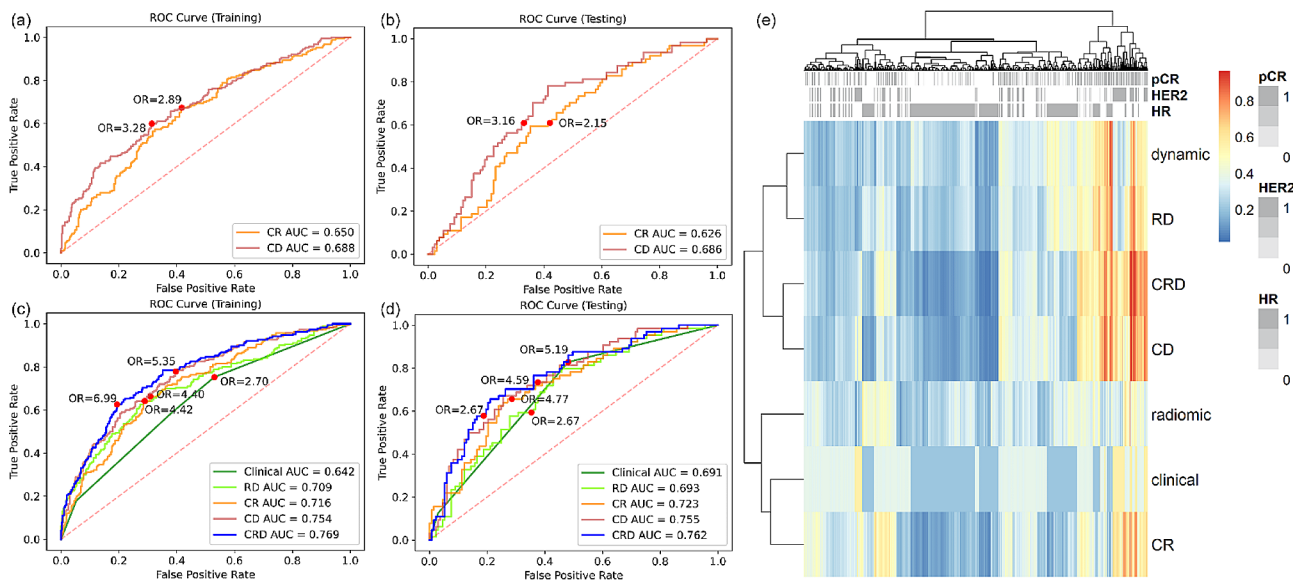 (a)
ROC Curve (Training)
True Positive Rate
1.0
0.8
0.6
0.4
0.2
0.0
OR=2.89
OR=3.28
CR AUC = 0.650
CD AUC = 0.688
0.0 0.2 0.4 0.6 0.8 1.0
False Positive Rate
(b)
ROC Curve (Testing)
True Positive Rate
1.0
0.8
0.6
0.4
0.2
0.0
OR=3.16
OR=2.15
CR AUC = 0.626
CD AUC = 0.686
0.0 0.2 0.4 0.6 0.8 1.0
False Positive Rate
(c)
ROC Curve (Training)
True Positive Rate
1.0
0.8
0.6
0.4
0.2
0.0
OR=5.35
OR=2.70
OR=6.99
OR=4.40
OR=4.42
Clinical AUC = 0.642
RD AUC = 0.709
CR AUC = 0.716
CD AUC = 0.754
CRD AUC = 0.769
0.0 0.2 0.4 0.6 0.8 1.0
False Positive Rate
(d)
ROC Curve (Testing)
True Positive Rate
1.0
0.8
0.6
0.4
0.2
0.0
OR=5.19
OR=4.59
OR=2.67
OR=4.77
OR=2.67
Clinical AUC = 0.691
RD AUC = 0.693
CR AUC = 0.723
CD AUC = 0.755
CRD AUC = 0.762
0.0 0.2 0.4 0.6 0.8 1.0
False Positive Rate
(e)
pCR
HER2
HR
dynamic
RD
CRD
CD
radiomic
clinical
CR
0.8
0.6
0.4
0.2
pCR
1
0
HER2
1
0
HR
1
0